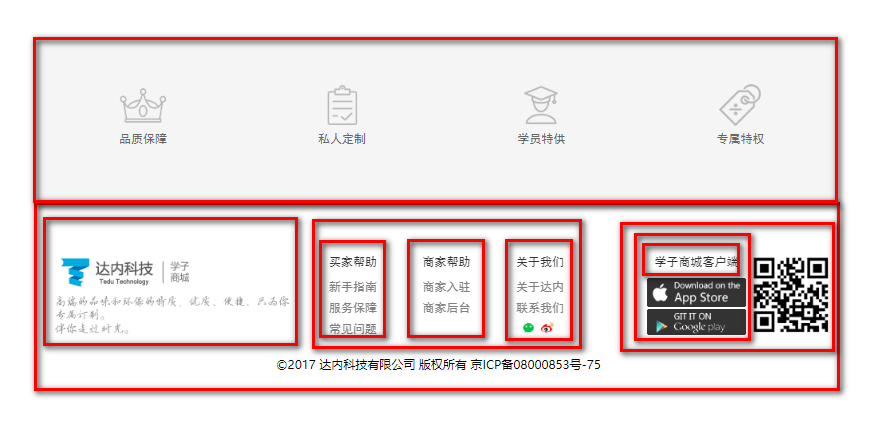 品质保障
私人定制
学员特供
专属特权
达内科技
Tedu Technology
学子
商城
高端的品味和环保的特质、优质、便捷、只为你
专属订制。
伴你走过时光。
买家帮助
新手指南
服务保障
常见问题
商家帮助
商家入驻
商家后台
关于我们
关于达内
联系我们
学子商城客户端
Download on the
App Store
GIT IT ON
Google play
©2017 达内科技有限公司 版权所有 京ICP备08000853号-75